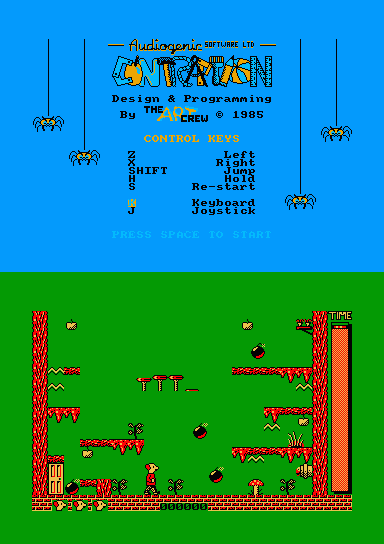 Audiogenic SOFTWARE LTD
CONTRAPTION
Design & Programming
By THE ART CREW © 1985
CONTROL KEYS
Z Left
X Right
SHIFT Jump
H Hold
S Re-start
K Keyboard
J Joystick
PRESS SPACE TO START
TIME
000000